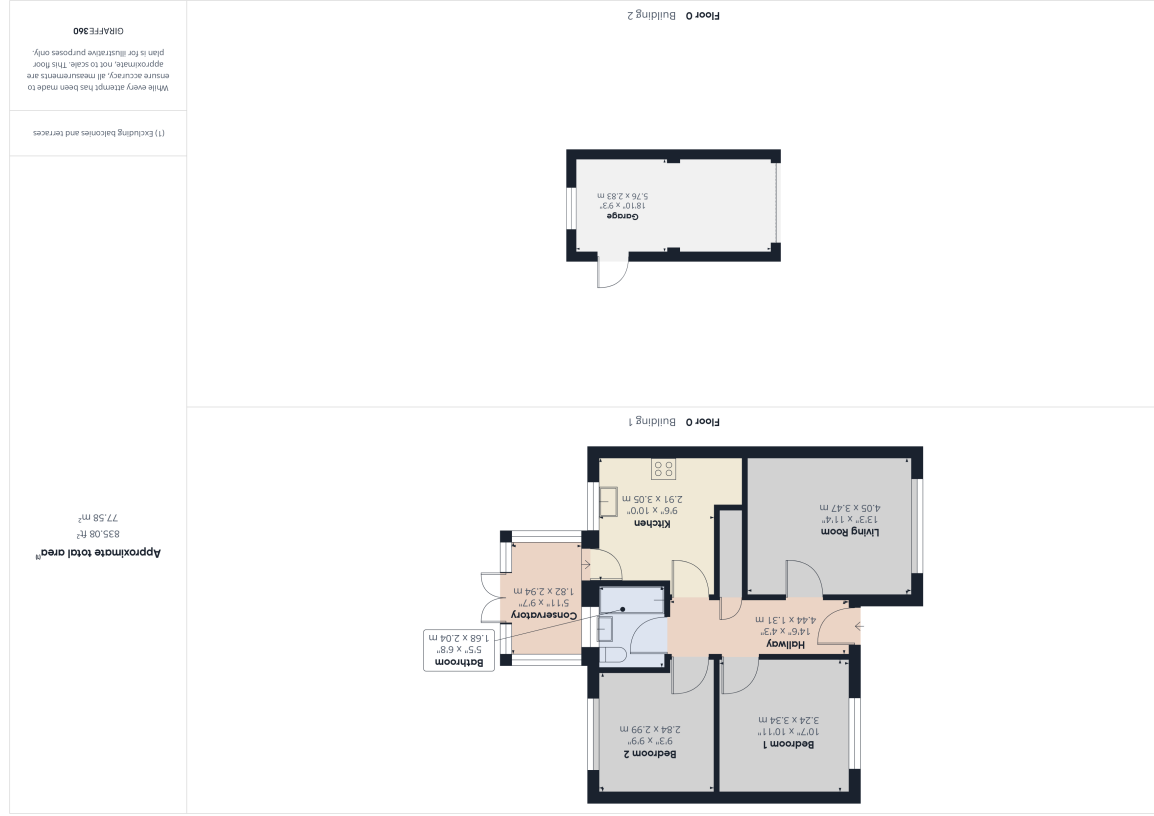 Bedroom 1
10'7" x 10'11"
3.24 x 3.34 m
Bedroom 2
9'3" x 9'9"
2.84 x 2.99 m
Hallway
14'6" x 4'3"
4.44 x 1.31 m
Bathroom
5'5" x 6'8"
1.68 x 2.04 m
Conservatory
5'11" x 9'7"
1.82 x 2.94 m
Living Room
13'3" x 11'4"
4.05 x 3.47 m
Kitchen
9'6" x 10'0"
2.91 x 3.05 m
Floor 0 Building 1
Garage
18'10" x 9'3"
5.76 x 2.83 m
Floor 0 Building 2
Approximate total area(1)
835.08 ft²
77.58 m²
(1) Excluding balconies and terraces
While every attempt has been made to
ensure accuracy, all measurements are
approximate, not to scale. This floor
plan is for illustrative purposes only.
GIRAFFE360